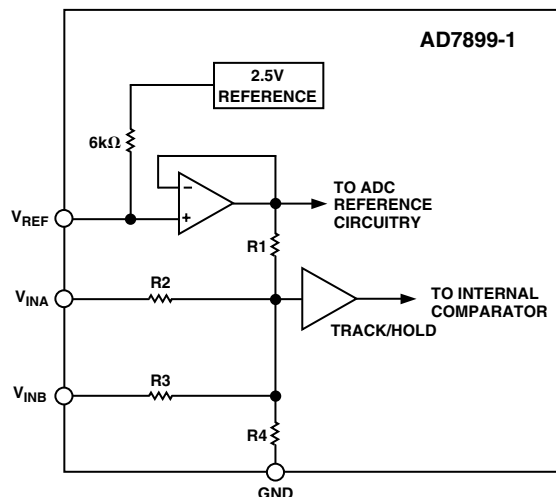 AD7899-1
2.5V
REFERENCE
6kΩ
−
+
VREF
TO ADC
REFERENCE
CIRCUITRY
R1
VINA
R2
TO INTERNAL
COMPARATOR
TRACK/HOLD
VINB
R3
R4
GND